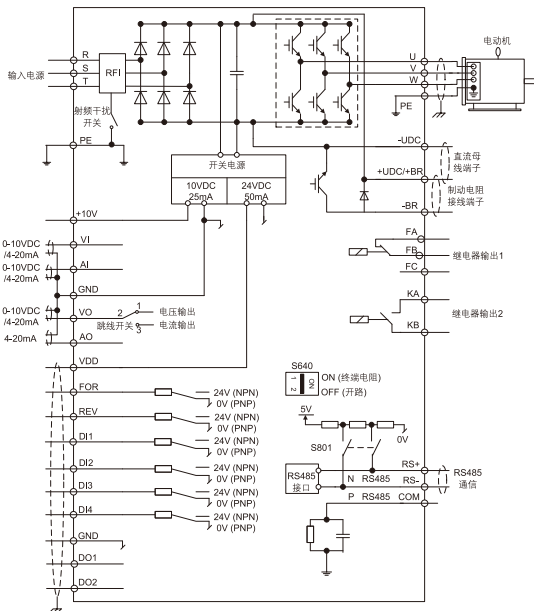 R
S
T
输入电源
RFI
射频干扰
开关
PE
U
V
W
PE
电动机
-UDC
+UDC/+BR
-BR
直流母
线端子
制动电阻
接线端子
开关电源
10VDC
25mA
24VDC
50mA
+10V
0-10VDC
/4-20mA
VI
0-10VDC
/4-20mA
AI
GND
0-10VDC
/4-20mA
VO
2
1
3
跳线开关
电压输出
电流输出
4-20mA
AO
VDD
FA
FB
FC
继电器输出1
KA
KB
继电器输出2
FOR
24V (NPN)
0V (PNP)
REV
24V (NPN)
0V (PNP)
DI1
24V (NPN)
0V (PNP)
DI2
24V (NPN)
0V (PNP)
DI3
24V (NPN)
0V (PNP)
DI4
24V (NPN)
0V (PNP)
GND
DO1
DO2
S640
1 2
ON
ON (终端电阻)
OFF (开路)
5V
0V
S801
RS485
接口
N RS485
P RS485
RS+
RS-
COM
RS485
通信